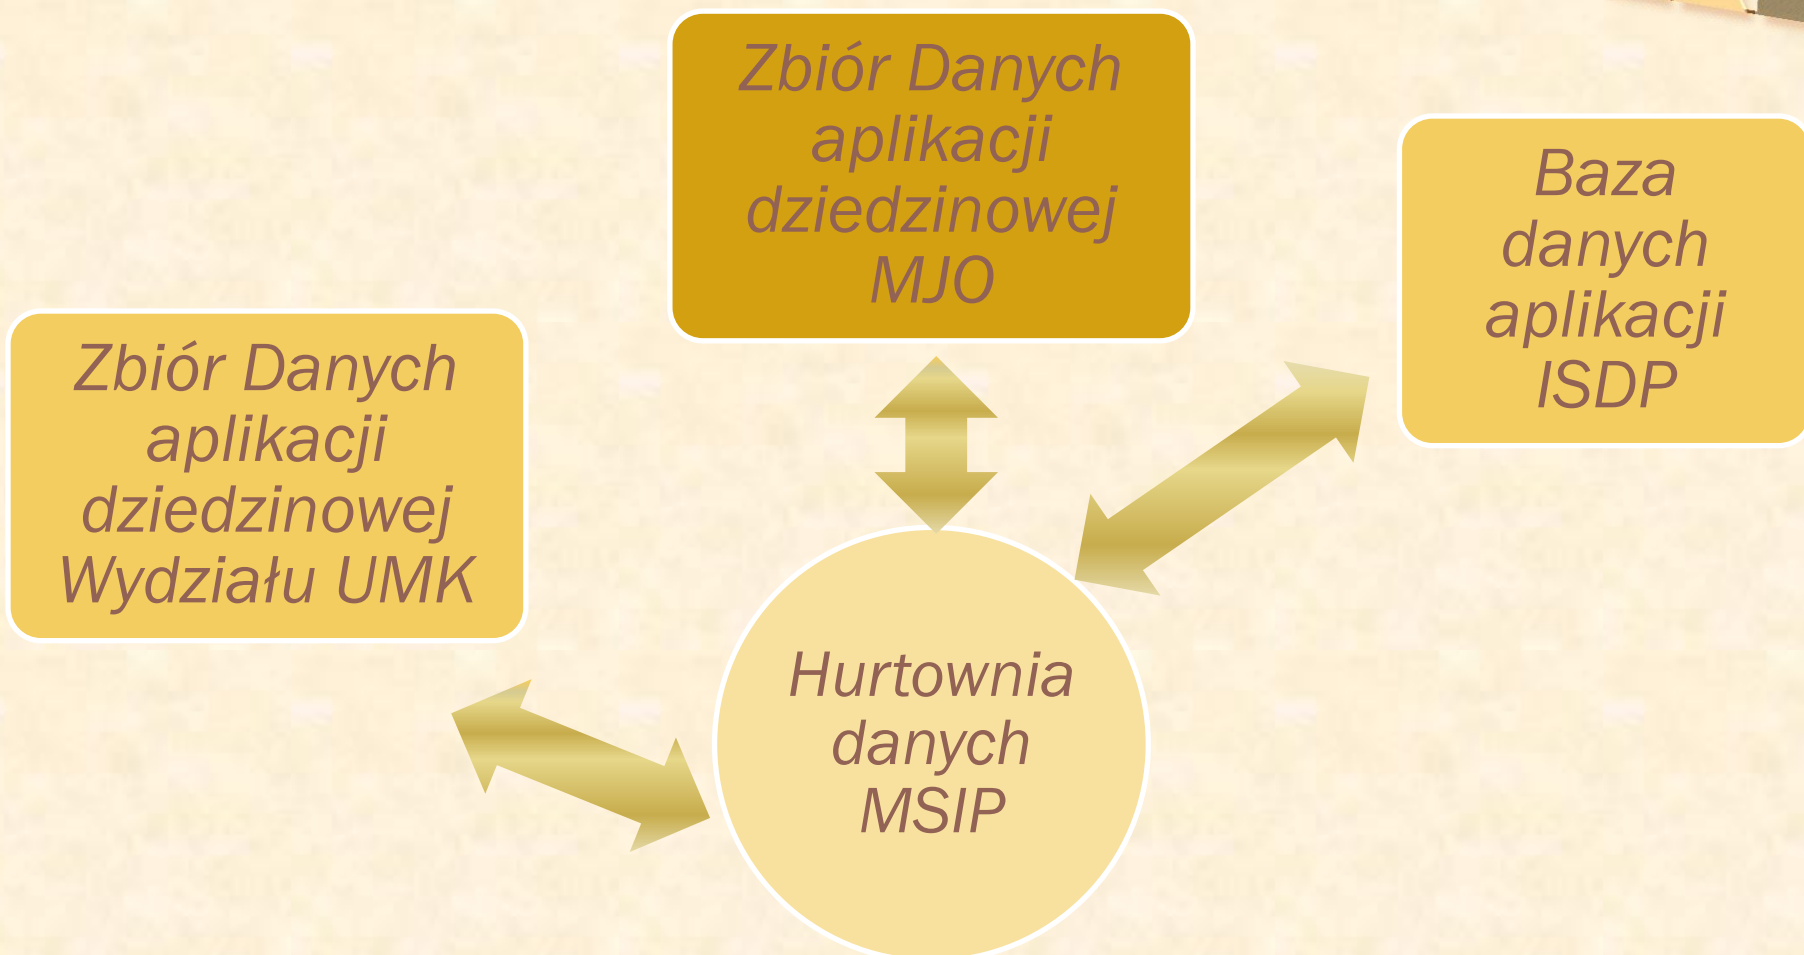 Zbiór Danych
aplikacji
dziedzinowej
MJO
Baza
danych
aplikacji
ISDP
Zbiór Danych
aplikacji
dziedzinowej
Wydziału UMK
Hurtownia
danych
MSIP